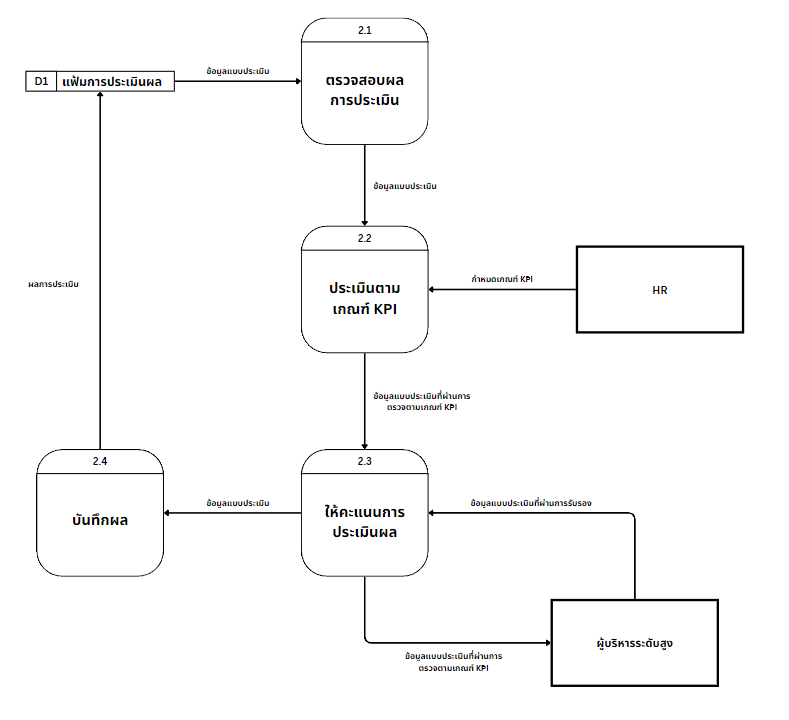 2.1
ตรวจสอบผล
การประเมิน
D1 แฟ้มการประเมินผล
ข้อมูลแบบประเมิน
ข้อมูลแบบประเมิน
2.2
ประเมินตาม
เกณฑ์ KPI
กำหนดเกณฑ์ KPI
HR
ผลการประเมิน
ข้อมูลแบบประเมินที่ผ่านการ
ตรวจตามเกณฑ์ KPI
2.4
บันทึกผล
ข้อมูลแบบประเมิน
2.3
ให้คะแนนการ
ประเมินผล
ข้อมูลแบบประเมินที่ผ่านการรับรอง
ผู้บริหารระดับสูง
ข้อมูลแบบประเมินที่ผ่านการ
ตรวจตามเกณฑ์ KPI